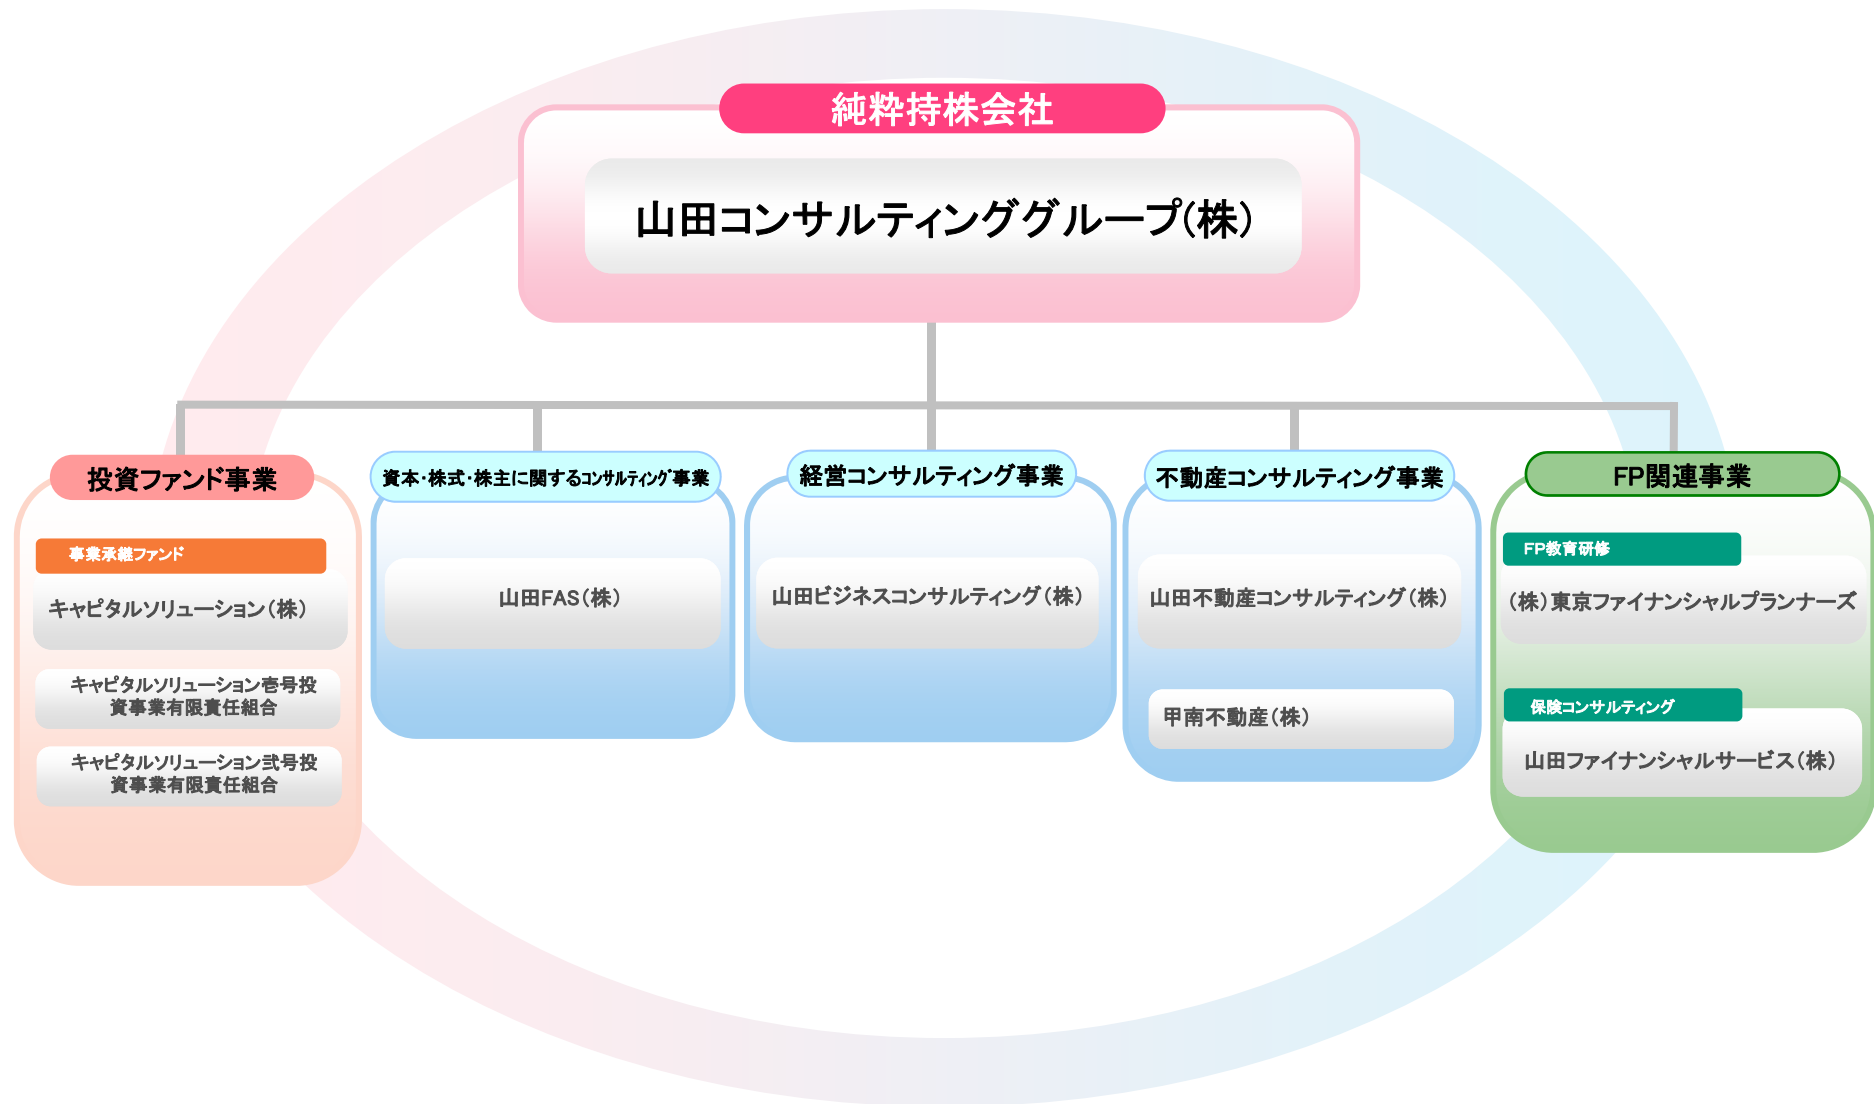 純粋持株会社
山田コンサルティンググループ(株)
投資ファンド事業
事業承継ファンド
キャピタルソリューション(株)
キャピタルソリューション壱号投
資事業有限責任組合
キャピタルソリューション弐号投
資事業有限責任組合
資本・株式・株主に関するコンサルティング事業
山田FAS(株)
経営コンサルティング事業
山田ビジネスコンサルティング(株)
不動産コンサルティング事業
山田不動産コンサルティング(株)
甲南不動産(株)
FP関連事業
FP教育研修
(株)東京ファイナンシャルプランナーズ
保険コンサルティング
山田ファイナンシャルサービス(株)